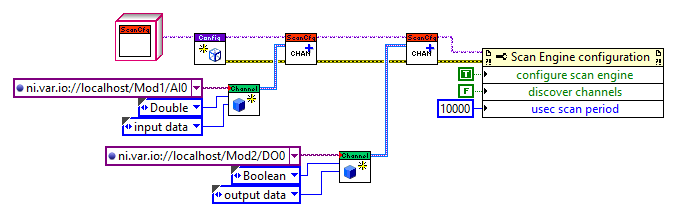 ScanCfg
Config
ScanCfg
CHAN
ScanCfg
CHAN
Scan Engine configuration
T
configure scan engine
F
discover channels
10000
usec scan period
ni.var.io://localhost/Mod1/AI0
Channel
Double
input data
ni.var.io://localhost/Mod2/DO0
Channel
Boolean
output data